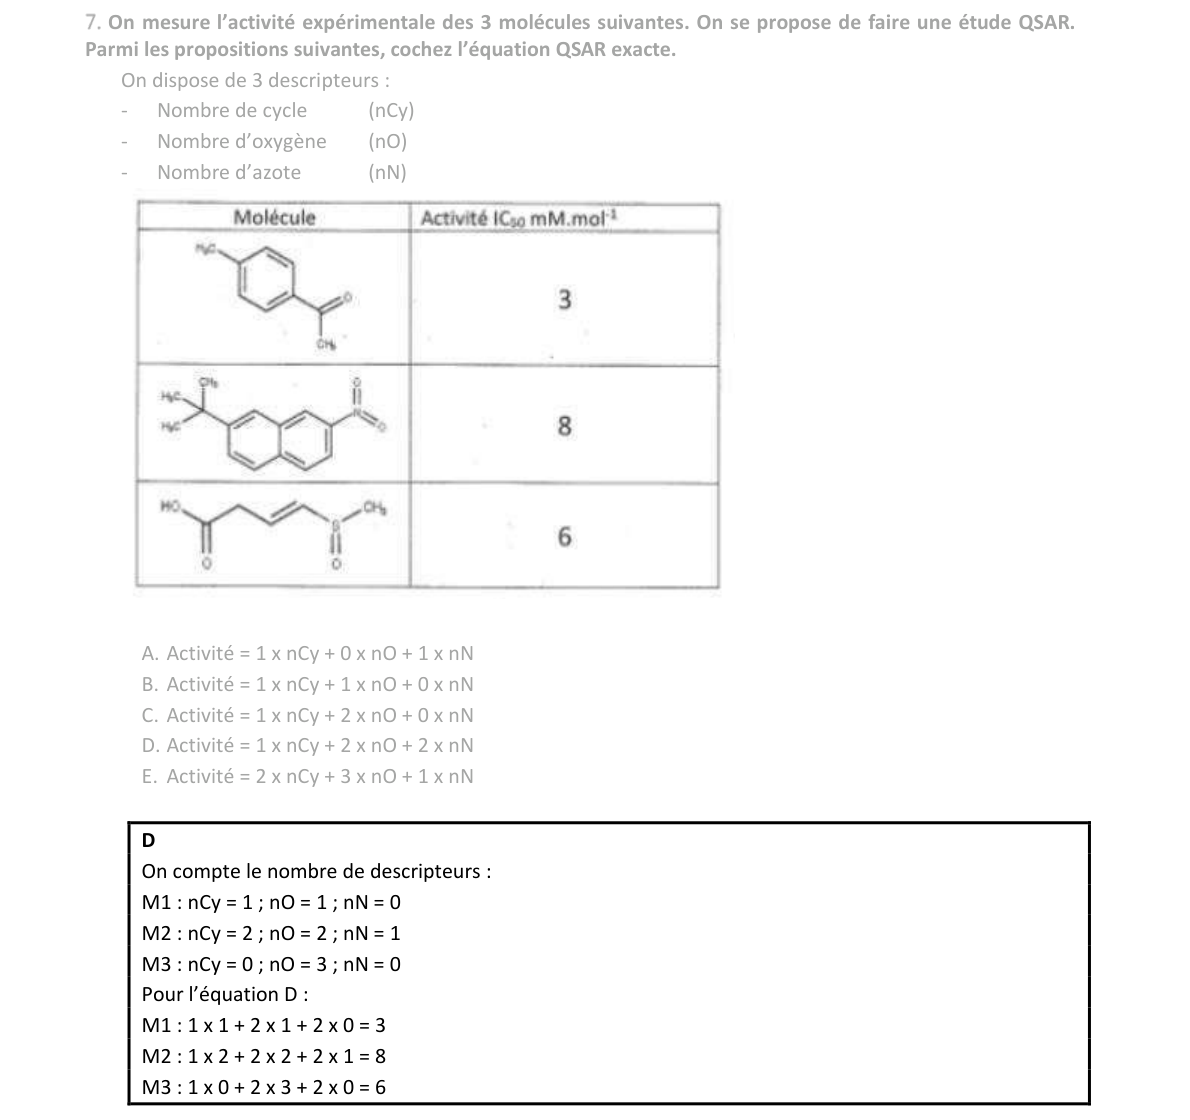 7. On mesure l’activité expérimentale des 3 molécules suivantes. On se propose de faire une étude QSAR.
Parmi les propositions suivantes, cochez l’équation QSAR exacte.
On dispose de 3 descripteurs :
- Nombre de cycle (nCy)
- Nombre d’oxygène (nO)
- Nombre d’azote (nN)
Molécule Activité IC50 mM.mol-1
H3C
O
CH3
3
CH3
H3C
H3C
O
N
O
8
HO
O
S
O
CH3
6
A. Activité = 1 x nCy + 0 x nO + 1 x nN
B. Activité = 1 x nCy + 1 x nO + 0 x nN
C. Activité = 1 x nCy + 2 x nO + 0 x nN
D. Activité = 1 x nCy + 2 x nO + 2 x nN
E. Activité = 2 x nCy + 3 x nO + 1 x nN
D
On compte le nombre de descripteurs :
M1 : nCy = 1 ; nO = 1 ; nN = 0
M2 : nCy = 2 ; nO = 2 ; nN = 1
M3 : nCy = 0 ; nO = 3 ; nN = 0
Pour l’équation D :
M1 : 1 x 1 + 2 x 1 + 2 x 0 = 3
M2 : 1 x 2 + 2 x 2 + 2 x 1 = 8
M3 : 1 x 0 + 2 x 3 + 2 x 0 = 6